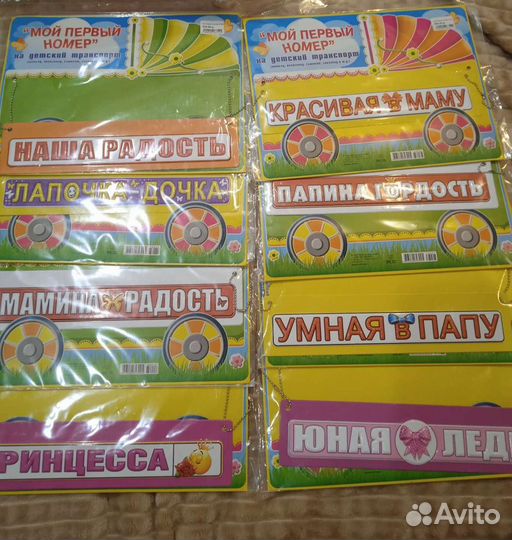 "МОЙ ПЕРВЫЙ
НОМЕР"
на детский транспорт
НАША РАДОСТЬ
ЛАПОЧКА-ДОЧКА
МАМИНА РАДОСТЬ
РИНЦЕССА
"МОЙ ПЕРВЫЙ
НОМЕР"
на детский транспорт
КРАСИВАЯ в МАМУ
ПАПИНА ГОРДОСТЬ
УМНАЯ в ПАПУ
ЮНАЯ ЛЕДИ
Avito